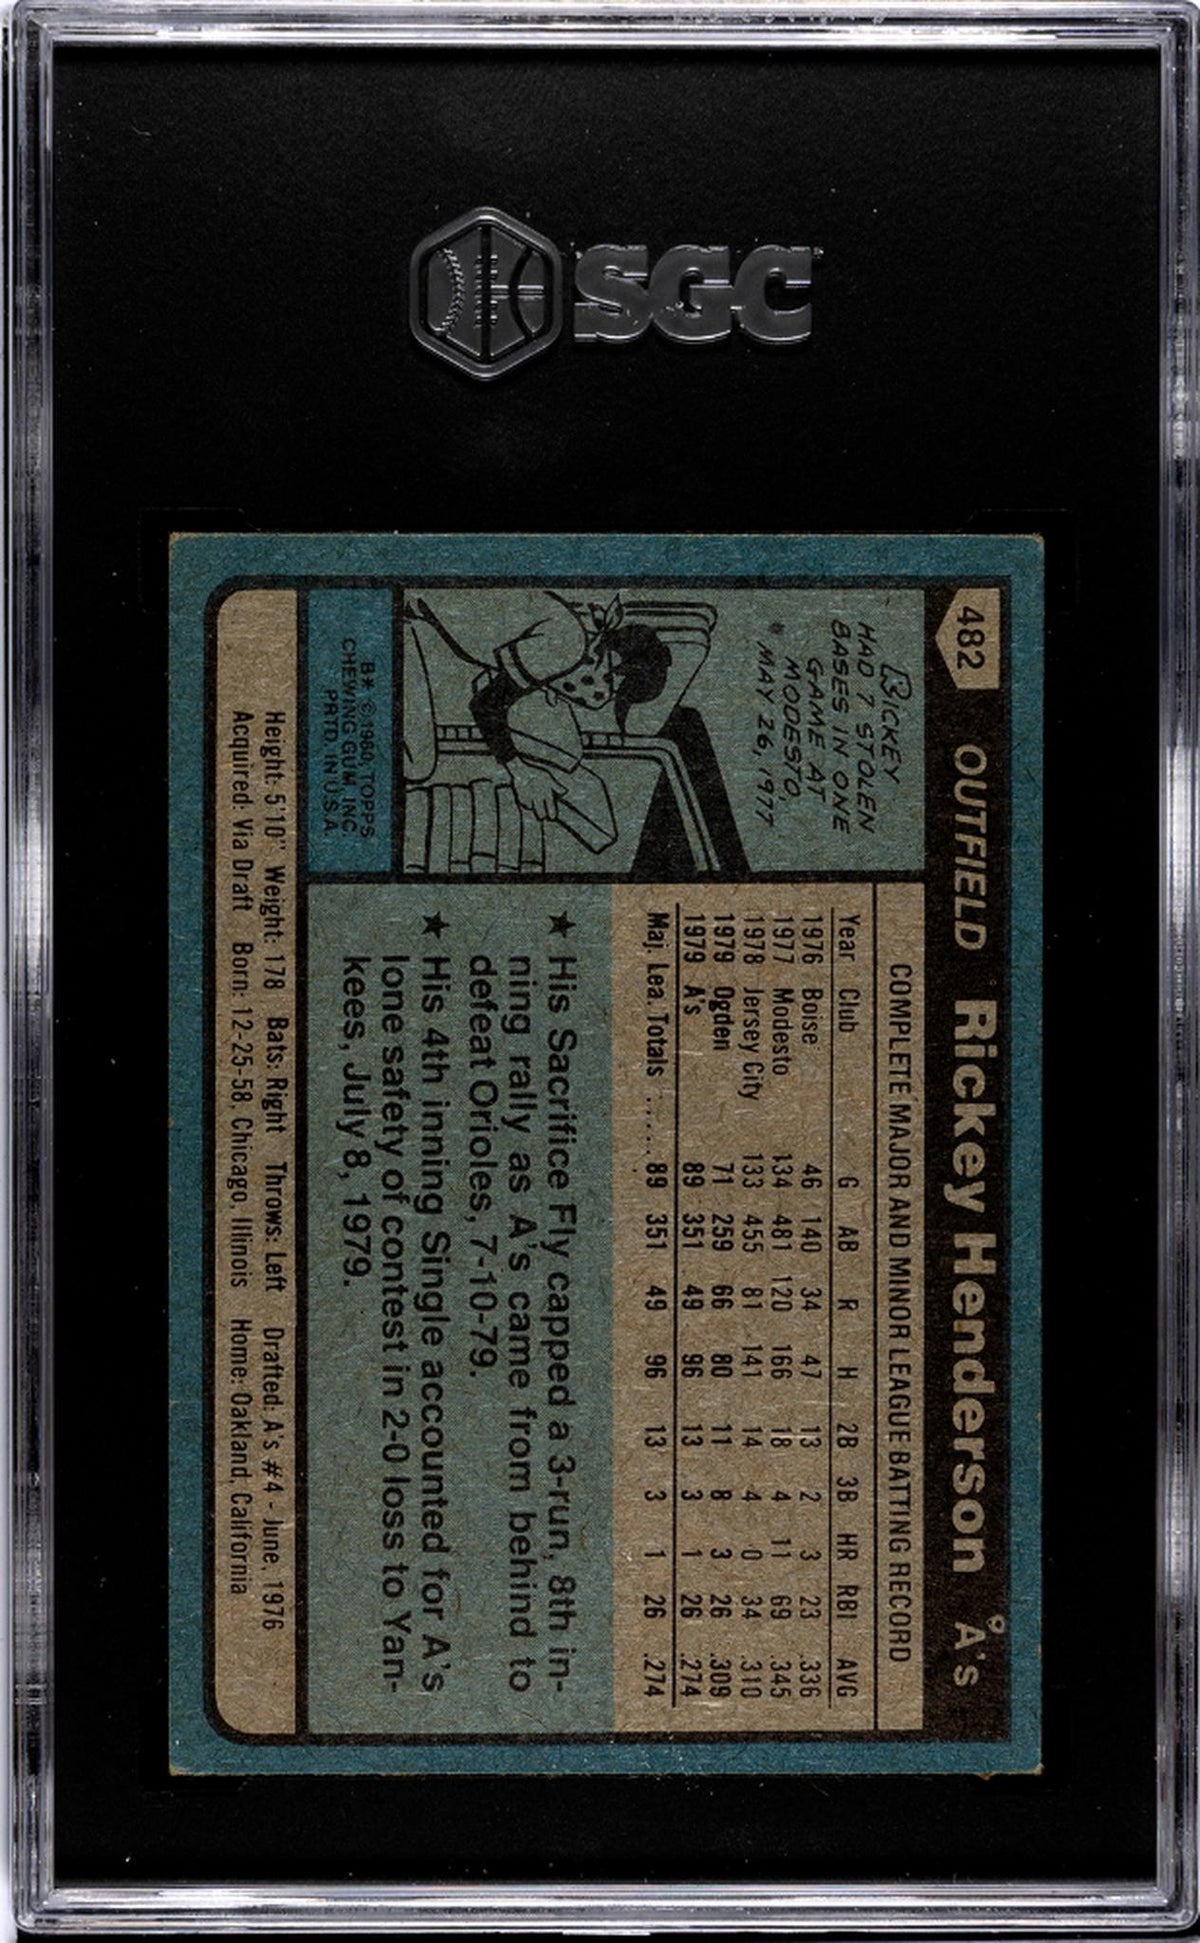 SGC
482 OUTFIELD Rickey Henderson A's
RICKEY
HAD 7 STOLEN
BASES IN ONE
GAME AT
MODESTO,
MAY 26, 1977
B* © 1980, TOPPS
CHEWING GUM, INC.
PRTD. IN U.S.A.
COMPLETE MAJOR AND MINOR LEAGUE BATTING RECORD
Year Club G AB R H 2B 3B HR RBI AVG
1976 Boise 46 140 34 47 13 2 3 23 .336
1977 Modesto 134 481 120 166 18 4 11 69 .345
1978 Jersey City 133 455 81 141 14 4 0 34 .310
1979 Ogden 71 259 66 80 11 8 3 26 .309
1979 A's 89 351 49 96 13 3 1 26 .274
Maj. Lea. Totals ...... 89 351 49 96 13 3 1 26 .274
★ His Sacrifice Fly capped a 3-run, 8th in-
ning rally as A's came from behind to
defeat Orioles, 7-10-79.
★ His 4th inning Single accounted for A's
lone safety of contest in 2-0 loss to Yan-
kees, July 8, 1979.
Height: 5'10" Weight: 178 Bats: Right Throws: Left Drafted: A's #4 - June, 1976
Acquired: Via Draft Born: 12-25-58, Chicago, Illinois Home: Oakland, California